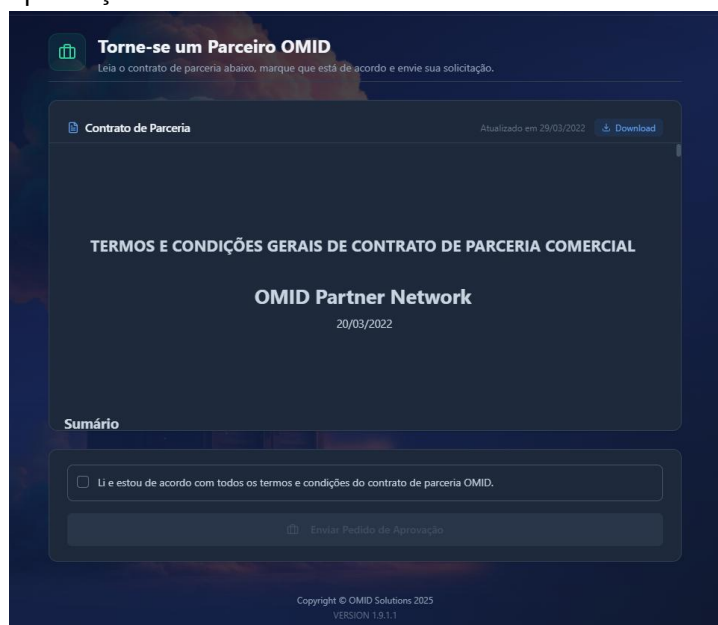 Torne-se um Parceiro OMID
Leia o contrato de parceria abaixo, marque que está de acordo e envie sua solicitação.
Contrato de Parceria
Atualizado em 29/03/2022
Download
TERMOS E CONDIÇÕES GERAIS DE CONTRATO DE PARCERIA COMERCIAL
OMID Partner Network
20/03/2022
Sumário
Li e estou de acordo com todos os termos e condições do contrato de parceria OMID.
Enviar Pedido de Aprovação
Copyright © OMID Solutions 2025
VERSION 1.9.1.1